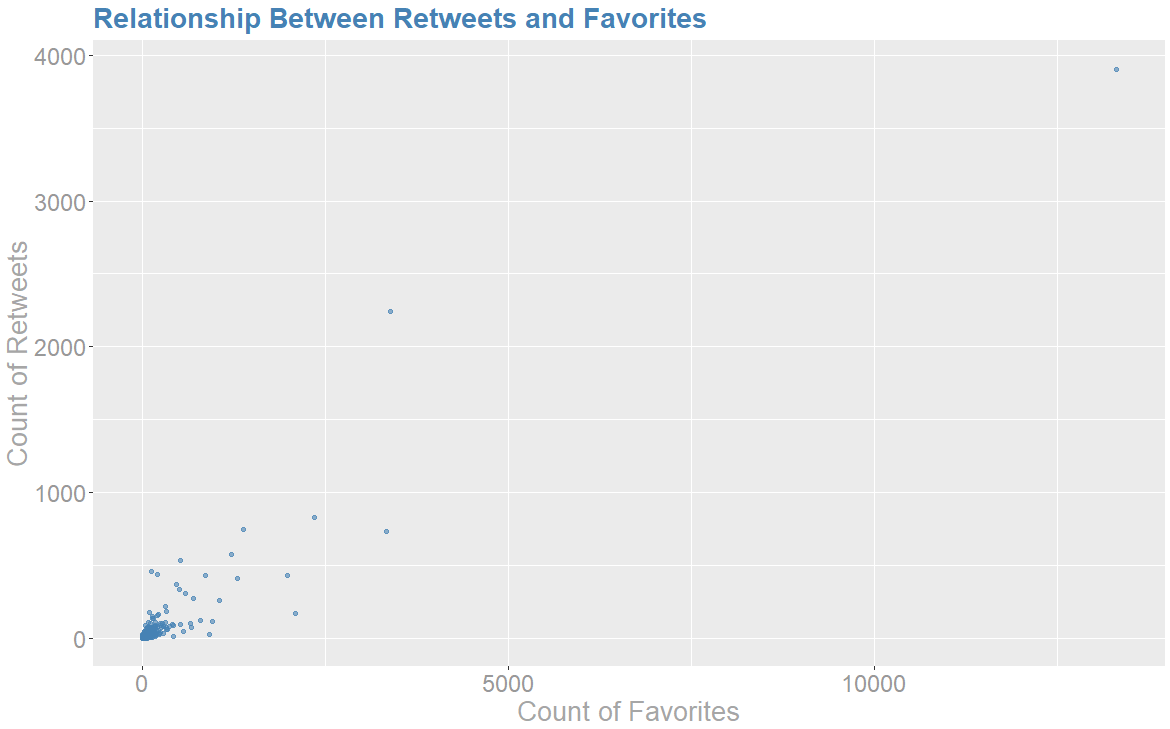 Relationship Between Retweets and Favorites
4000
3000
2000
1000
0
Count of Retweets
0 5000 10000
Count of Favorites